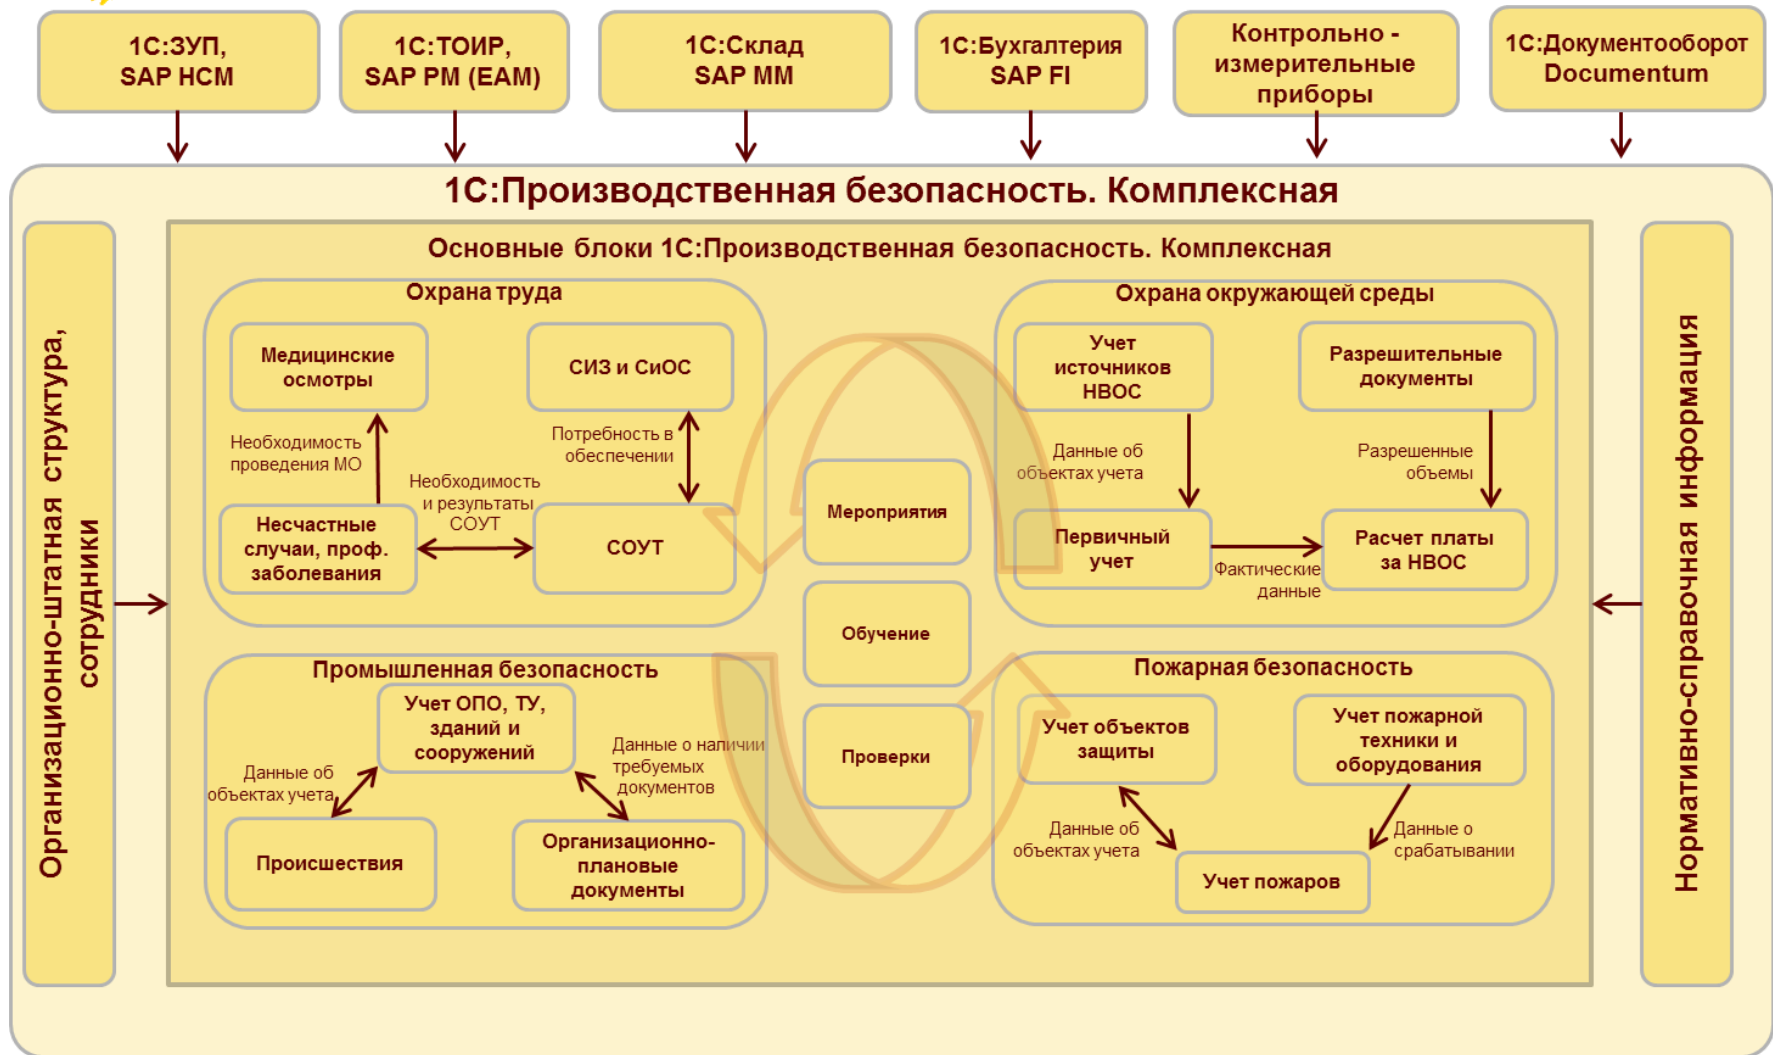 1С:ЗУП,
SAP HCM
1С:ТОИР,
SAP PM (EAM)
1С:Склад
SAP MM
1С:Бухгалтерия
SAP FI
Контрольно -
измерительные
приборы
1С:Документооборот
Documentum
1С:Производственная безопасность. Комплексная
Организационно-штатная структура,
сотрудники
Основные блоки 1С:Производственная безопасность. Комплексная
Охрана труда
Медицинские
осмотры
СИЗ и СиОС
Необходимость
проведения МО
Потребность в
обеспечении
Необходимость
и результаты
СОУТ
Несчастные
случаи, проф.
заболевания
СОУТ
Мероприятия
Обучение
Проверки
Охрана окружающей среды
Учет
источников
НВОС
Разрешительные
документы
Данные об
объектах учета
Разрешенные
объемы
Первичный
учет
Фактические
данные
Расчет платы
за НВОС
Промышленная безопасность
Учет ОПО, ТУ,
зданий и
сооружений
Данные об
объектах учета
Данные о наличии
требуемых
документов
Происшествия
Организационно-
плановые
документы
Пожарная безопасность
Учет объектов
защиты
Учет пожарной
техники и
оборудования
Данные об
объектах учета
Данные о
срабатывании
Учет пожаров
Нормативно-справочная информация